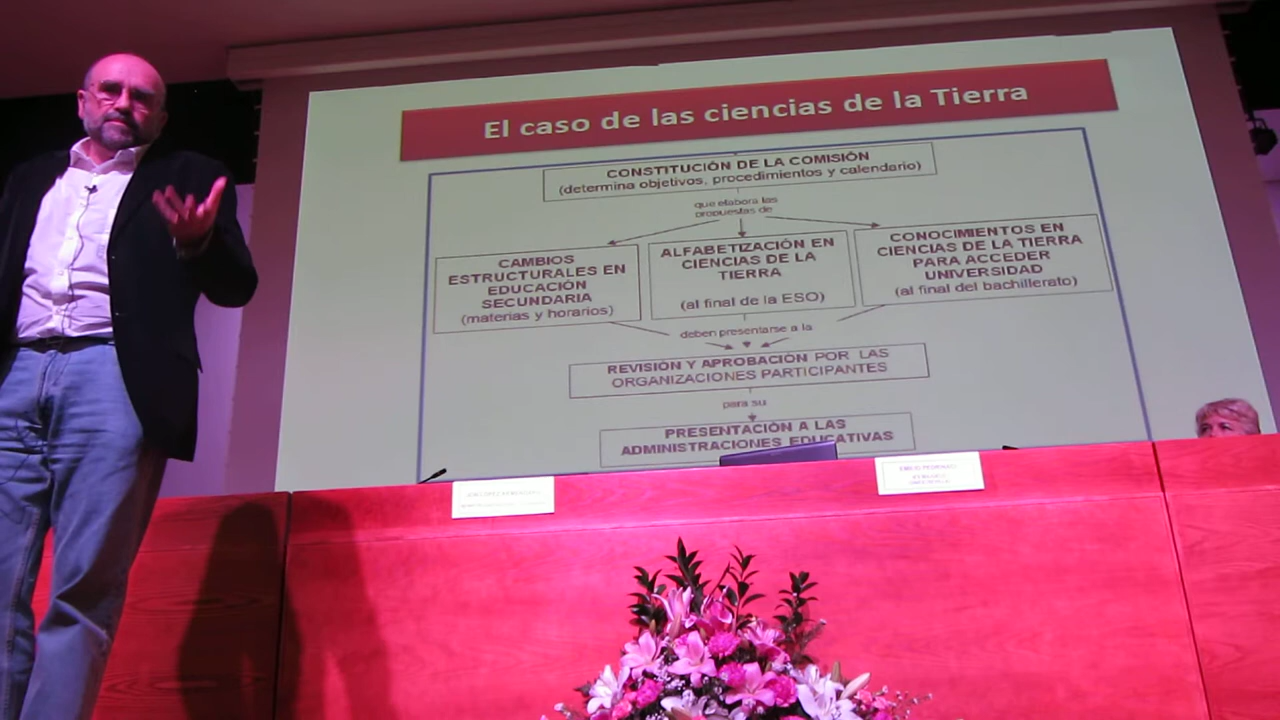 El caso de las ciencias de la Tierra
CONSTITUCIÓN DE LA COMISIÓN
(determina objetivos, procedimientos y calendario)
que elabora las
propuestas de
CAMBIOS
ESTRUCTURALES EN
EDUCACIÓN
SECUNDARIA
(materias y horarios)
ALFABETIZACIÓN EN
CIENCIAS DE LA
TIERRA
(al final de la ESO)
CONOCIMIENTOS EN
CIENCIAS DE LA TIERRA
PARA ACCEDER
UNIVERSIDAD
(al final del bachillerato)
deben presentarse a la
REVISIÓN Y APROBACIÓN POR LAS
ORGANIZACIONES PARTICIPANTES
para su
PRESENTACIÓN A LAS
ADMINISTRACIONES EDUCATIVAS
EMILIO